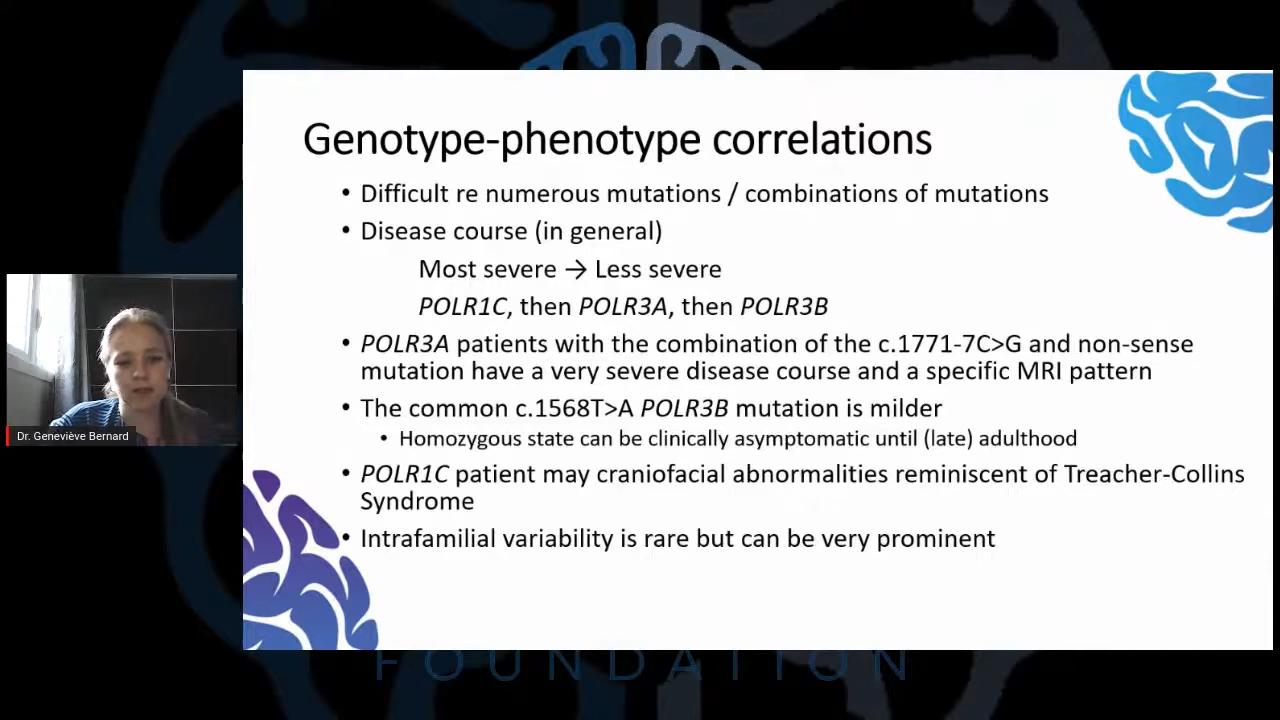 Genotype-phenotype correlations
• Difficult re numerous mutations / combinations of mutations
• Disease course (in general)
Most severe → Less severe
POLR1C, then POLR3A, then POLR3B
• POLR3A patients with the combination of the c.1771-7C>G and non-sense
mutation have a very severe disease course and a specific MRI pattern
• The common c.1568T>A POLR3B mutation is milder
• Homozygous state can be clinically asymptomatic until (late) adulthood
• POLR1C patient may craniofacial abnormalities reminiscent of Treacher-Collins
Syndrome
• Intrafamilial variability is rare but can be very prominent
Dr. Geneviève Bernard
FOUNDATION